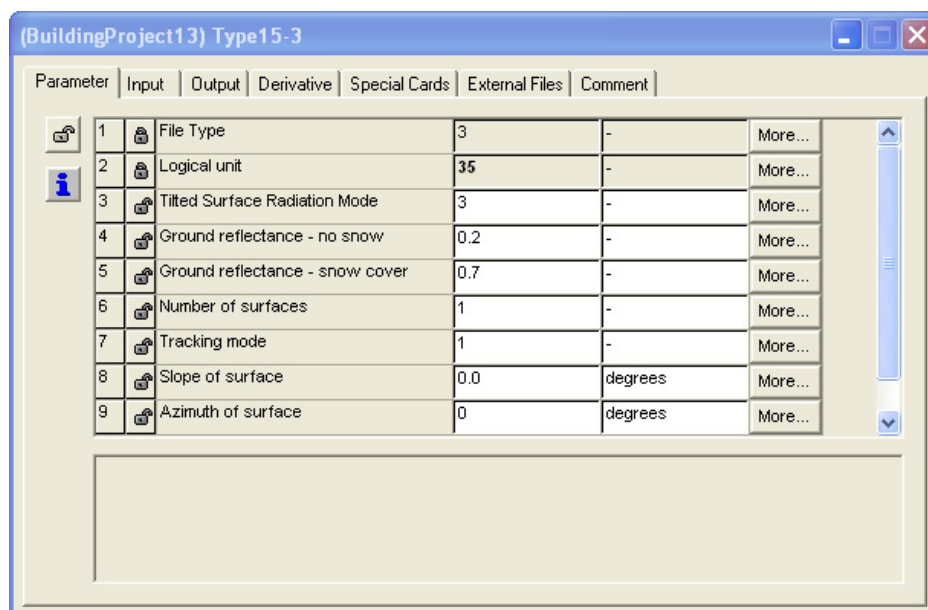 (BuildingProject13) Type15-3
Parameter Input Output Derivative Special Cards External Files Comment
1 File Type 3 - More...
2 Logical unit 35 - More...
3 Tilted Surface Radiation Mode 3 - More...
4 Ground reflectance - no snow 0.2 - More...
5 Ground reflectance - snow cover 0.7 - More...
6 Number of surfaces 1 - More...
7 Tracking mode 1 - More...
8 Slope of surface 0.0 degrees More...
9 Azimuth of surface 0 degrees More...